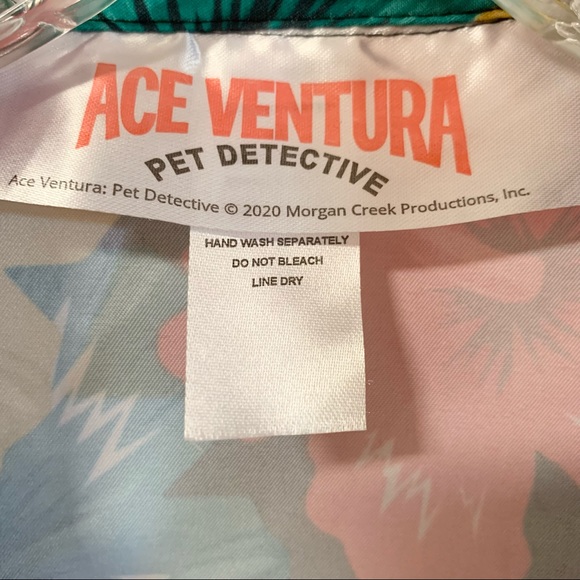 ACE VENTURA
PET DETECTIVE
Ace Ventura: Pet Detective © 2020 Morgan Creek Productions, Inc.
HAND WASH SEPARATELY
DO NOT BLEACH
LINE DRY